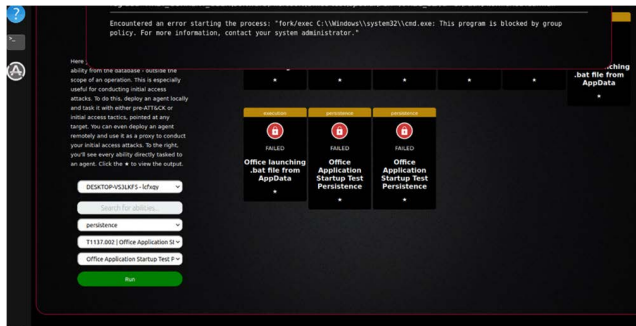 Encountered an error starting the process: "fork/exec C:\\Windows\\system32\\cmd.exe: This program is blocked by group
policy. For more information, contact your system administrator."
Here
ability from the database - outside the
scope of an operation. This is especially
useful for conducting initial access
attacks. To do this, deploy an agent locally
and task it with either pre-ATT&CK or
initial access tactics, pointed at any
target. You can even deploy an agent
remotely and use it as a proxy to conduct
your initial access attacks. To the right,
you'll see every ability directly tasked to
an agent. Click the ★ to view the output.
DESKTOP-VS3LKFS - lcfxqy
Search for abilities...
persistence
T1137.002 | Office Application St
Office Application Startup Test P
Run
.bat file from
AppData
execution
FAILED
Office launching
.bat file from
AppData
persistence
FAILED
Office
Application
Startup Test
Persistence
persistence
FAILED
Office
Application
Startup Test
Persistence